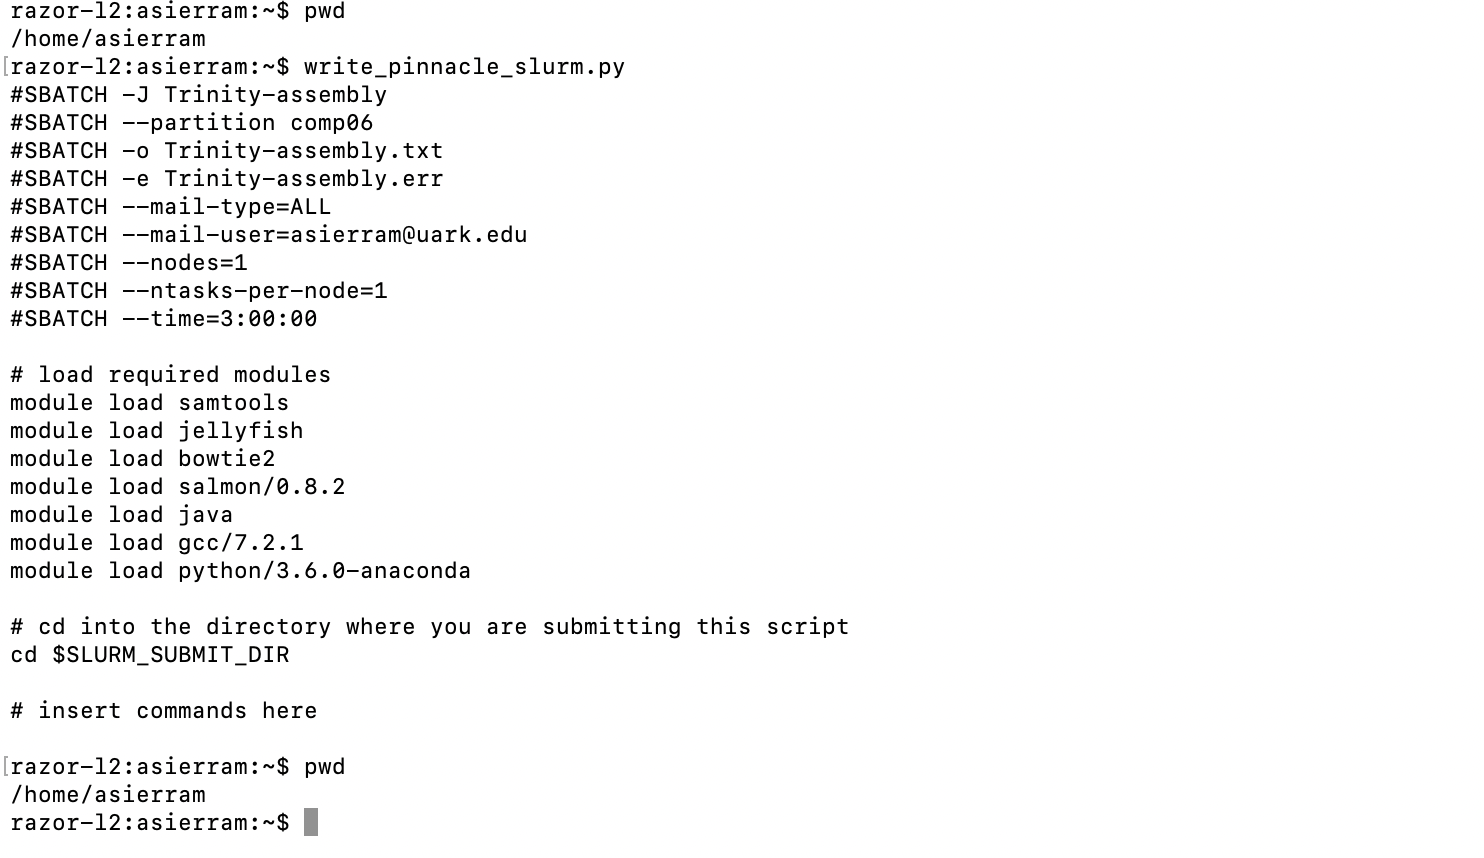 razor-l2:asierram:~$ pwd
/home/asierram
[razor-l2:asierram:~$ write_pinnacle_slurm.py
#SBATCH -J Trinity-assembly
#SBATCH --partition comp06
#SBATCH -o Trinity-assembly.txt
#SBATCH -e Trinity-assembly.err
#SBATCH --mail-type=ALL
#SBATCH --mail-user=asierram@uark.edu
#SBATCH --nodes=1
#SBATCH --ntasks-per-node=1
#SBATCH --time=3:00:00
# load required modules
module load samtools
module load jellyfish
module load bowtie2
module load salmon/0.8.2
module load java
module load gcc/7.2.1
module load python/3.6.0-anaconda
# cd into the directory where you are submitting this script
cd $SLURM_SUBMIT_DIR
# insert commands here
[razor-l2:asierram:~$ pwd
/home/asierram
razor-l2:asierram:~$